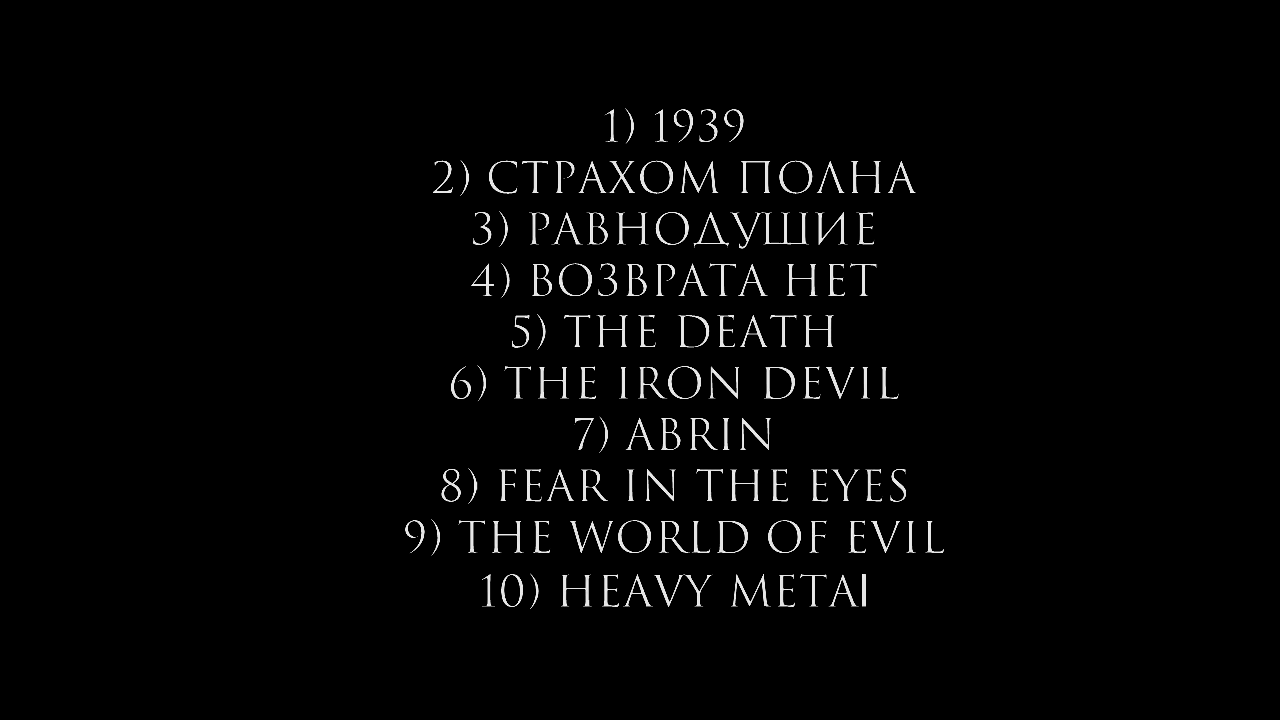 1) 1939
2) СТРАХОМ ПОЛНА
3) РАВНОДУШИЕ
4) ВОЗВРАТА НЕТ
5) THE DEATH
6) THE IRON DEVIL
7) ABRIN
8) FEAR IN THE EYES
9) THE WORLD OF EVIL
10) HEAVY METAl